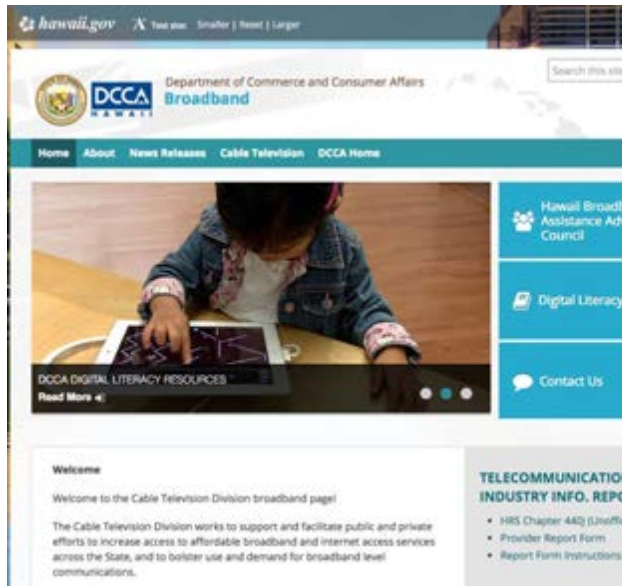 hawaii.gov Text size: Smaller | Reset | Larger
Department of Commerce and Consumer Affairs
Search this site
DCCA
HAWAII
Broadband
Home About News Releases Cable Television DCCA Home
Hawaii Broadb
Assistance Adv
Council
Digital Literacy
DCCA DIGITAL LITERACY RESOURCES
Read More
Contact Us
Welcome
Welcome to the Cable Television Division broadband page!
The Cable Television Division works to support and facilitate public and private
efforts to increase access to affordable broadband and internet access services
across the State, and to bolster use and demand for broadband level
communications.
TELECOMMUNICATIO
INDUSTRY INFO. REPO
HRS Chapter 440J (Unoffic
Provider Report Form
Report Form Instructions